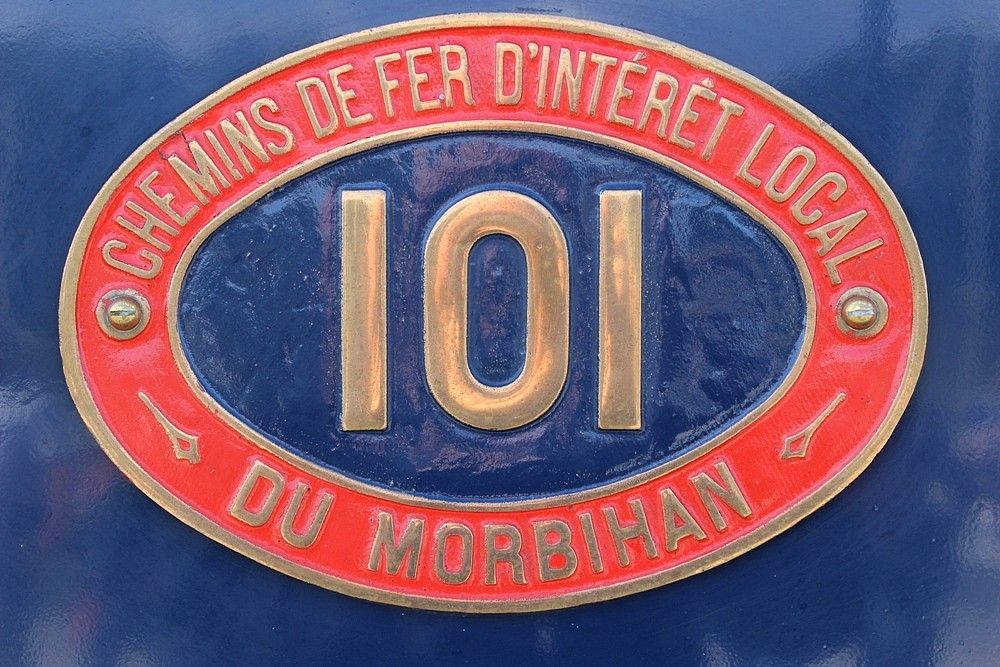 CHEMINS DE FER D'INTÉRÊT LOCAL
101
DU MORBIHAN